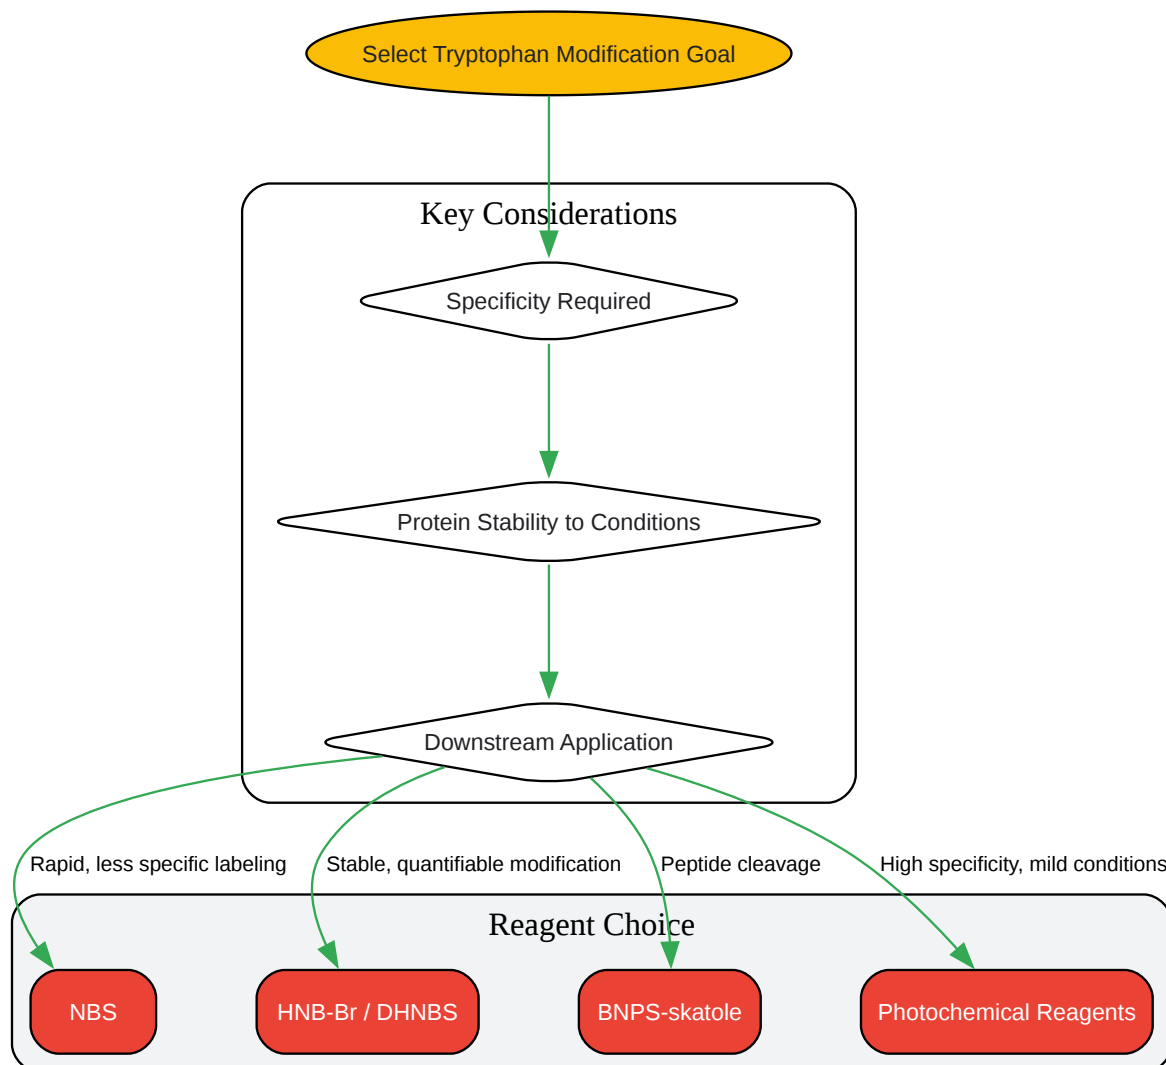 Select Tryptophan Modification Goal
Key Considerations
Specificity Required
Protein Stability to Conditions
Downstream Application
Rapid, less specific labeling
Stable, quantifiable modification
Peptide cleavage
High specificity, mild conditions
Reagent Choice
NBS
HNB-Br / DHNBS
BNPS-skatole
Photochemical Reagents